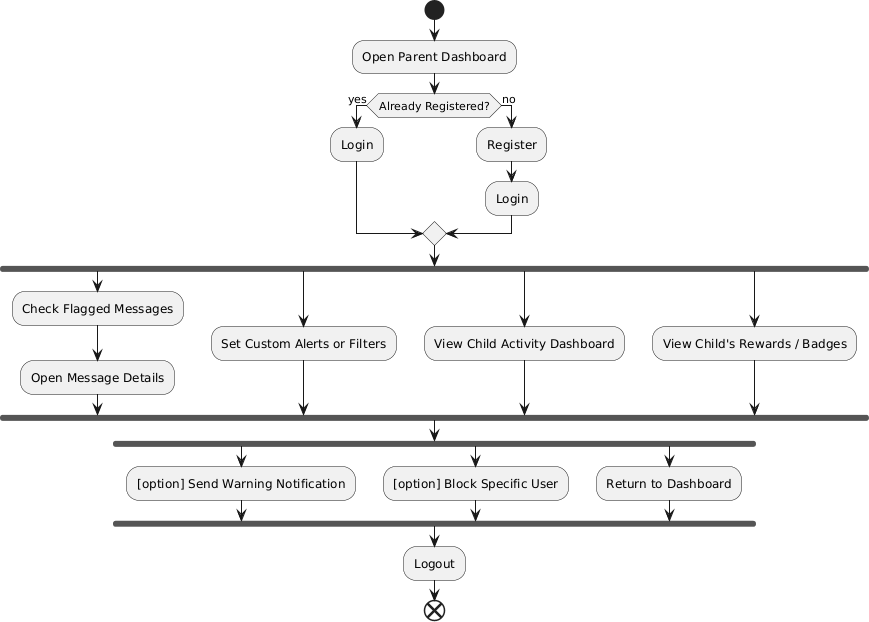 Open Parent Dashboard
yes
Already Registered?
no
Login
Register
Login
Check Flagged Messages
Set Custom Alerts or Filters
View Child Activity Dashboard
View Child's Rewards / Badges
Open Message Details
[option] Send Warning Notification
[option] Block Specific User
Return to Dashboard
Logout